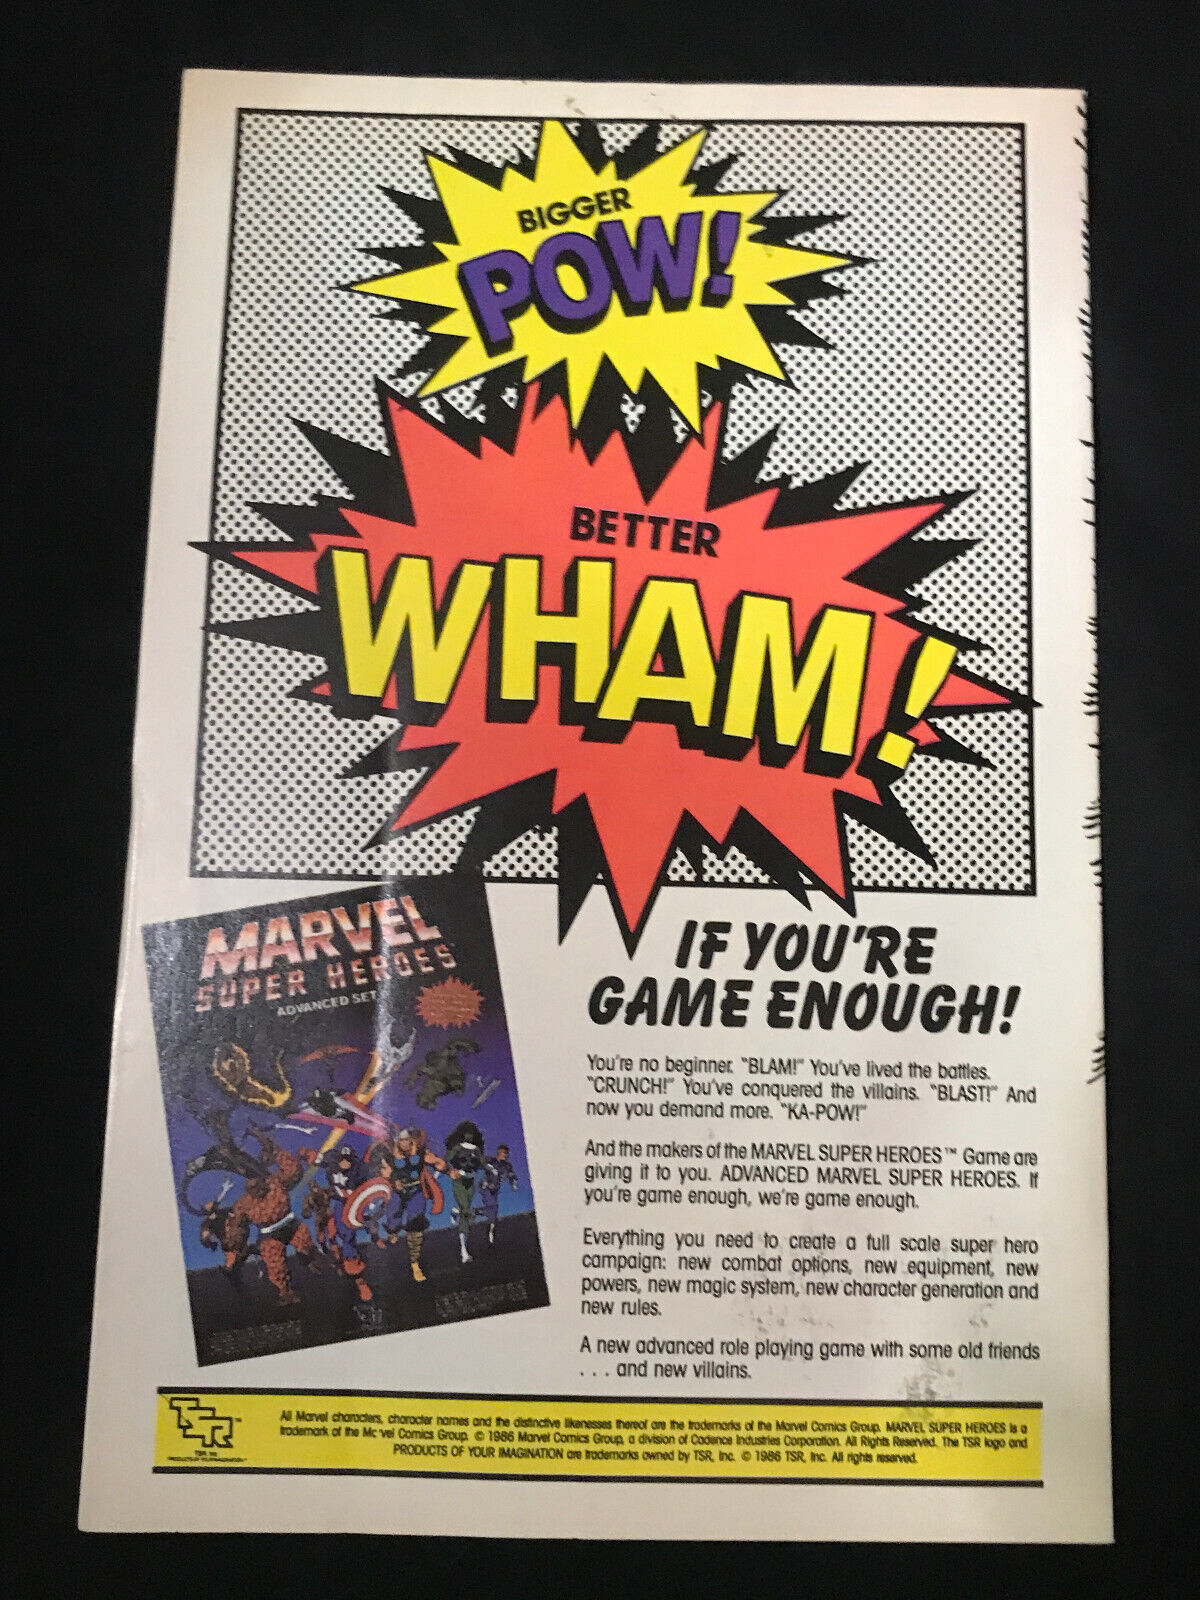 BIGGER
POW!
BETTER
WHAM!
MARVEL
SUPER HEROES
ADVANCED SET
IF YOU'RE
GAME ENOUGH!
You're no beginner. "BLAM!" You've lived the battles.
"CRUNCH!" You've conquered the villains. "BLAST!" And
now you demand more. "KA-POW!"
And the makers of the MARVEL SUPER HEROES™ Game are
giving it to you. ADVANCED MARVEL SUPER HEROES. If
you're game enough, we're game enough.
Everything you need to create a full scale super hero
campaign: new combat options, new equipment, new
powers, new magic system, new character generation and
new rules.
A new advanced role playing game with some old friends
. . . and new villains.
TSR™
TSR, Inc.
PRODUCTS OF YOUR IMAGINATION™
All Marvel characters, character names and the distinctive likenesses thereof are the trademarks of the Marvel Comics Group. MARVEL SUPER HEROES is a
trademark of the Marvel Comics Group. © 1986 Marvel Comics Group, a division of Cadence Industries Corporation. All Rights Reserved. The TSR logo and
PRODUCTS OF YOUR IMAGINATION are trademarks owned by TSR, Inc. © 1986 TSR, Inc. All rights reserved.